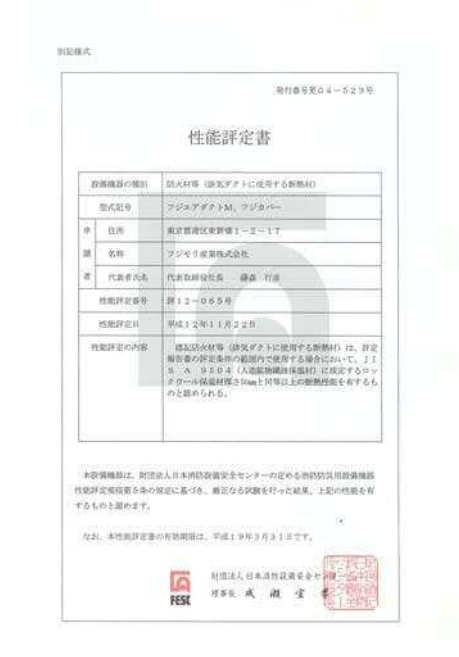 別記様式
発行番号更04-529号
性能評定書
設備機器の種別 防火材等(排気ダクトに使用する断熱材)
型式記号 フジエアダクトM、フジカバー
申請者 住所 東京都港区東新橋1-2-17
名称 フジモリ産業株式会社
代表者氏名 代表取締役社長 藤森 行彦
性能評定番号 評12-065号
性能評定日 平成12年11月22日
性能評定の内容 標記防火材等(排気ダクトに使用する断熱材)は、評定
報告書の評定条件の範囲内で使用する場合において、JI
S A 9504(人造鉱物繊維保温材)に規定するロッ
クウール保温材厚さ50mmと同等以上の断熱性能を有するも
のと認められる。
本設備機器は、財団法人日本消防設備安全センターの定める消防防災用設備機器
性能評定規程第5条の規定に基づき、厳正なる試験を行った結果、上記の性能を有
するものと認めます。
なお、本性能評定書の有効期限は、平成19年3月31日です。
財団法人日本消防設備安全センター
理事長 成瀬宣孝
FESC